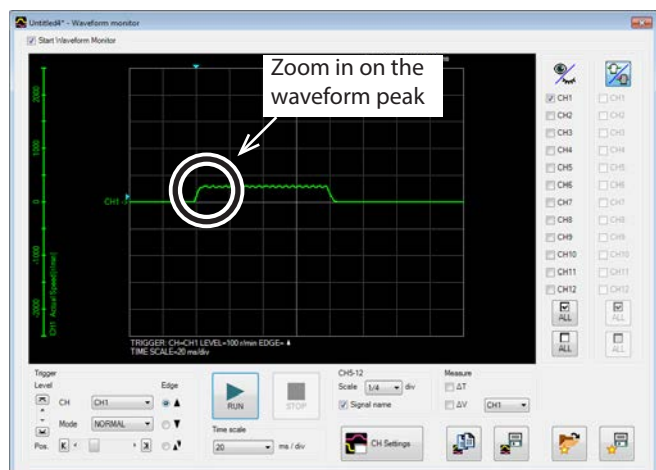 Untitled4* - Waveform monitor
Start Waveform Monitor
Zoom in on the
waveform peak
2000
1000
0
-1000
-2000
CH1 Actual Speed[r/min]
CH1
TRIGGER: CH=CH1 LEVEL=100 r/min EDGE=
TIME SCALE=20 ms/div
CH1 CH1
CH2 CH2
CH3 CH3
CH4 CH4
CH5 CH5
CH6 CH6
CH7 CH7
CH8 CH8
CH9 CH9
CH10 CH10
CH11 CH11
CH12 CH12
ALL ALL
ALL ALL
Trigger
Level
CH CH1
Mode NORMAL
Pos.
Edge
RUN
STOP
Time scale
20 ms / div
CH5-12
Scale 1/4 div
Signal name
CH Settings
Measure
ΔT
ΔV CH1